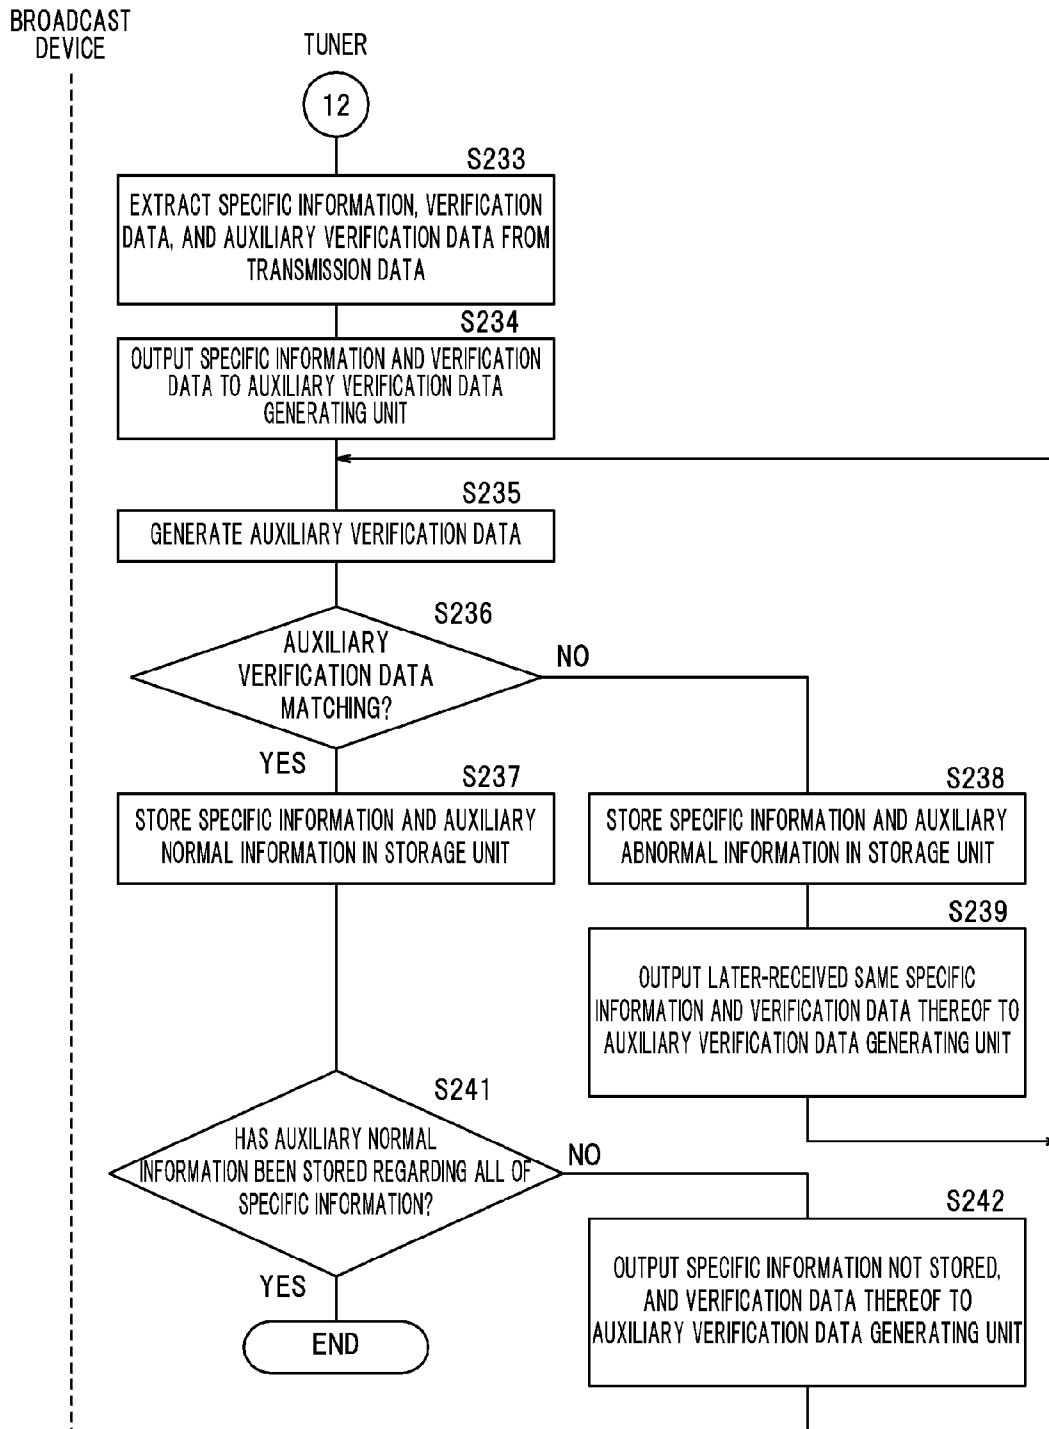 BROADCAST
DEVICE
TUNER
12
S233
EXTRACT SPECIFIC INFORMATION, VERIFICATION
DATA, AND AUXILIARY VERIFICATION DATA FROM
TRANSMISSION DATA
S234
OUTPUT SPECIFIC INFORMATION AND VERIFICATION
DATA TO AUXILIARY VERIFICATION DATA
GENERATING UNIT
S235
GENERATE AUXILIARY VERIFICATION DATA
S236
AUXILIARY
VERIFICATION DATA
MATCHING?
NO
YES
S237
STORE SPECIFIC INFORMATION AND AUXILIARY
NORMAL INFORMATION IN STORAGE UNIT
S238
STORE SPECIFIC INFORMATION AND AUXILIARY
ABNORMAL INFORMATION IN STORAGE UNIT
S239
OUTPUT LATER-RECEIVED SAME SPECIFIC
INFORMATION AND VERIFICATION DATA THEREOF TO
AUXILIARY VERIFICATION DATA GENERATING UNIT
S241
HAS AUXILIARY NORMAL
INFORMATION BEEN STORED REGARDING ALL OF
SPECIFIC INFORMATION?
NO
YES
END
S242
OUTPUT SPECIFIC INFORMATION NOT STORED,
AND VERIFICATION DATA THEREOF TO
AUXILIARY VERIFICATION DATA GENERATING UNIT